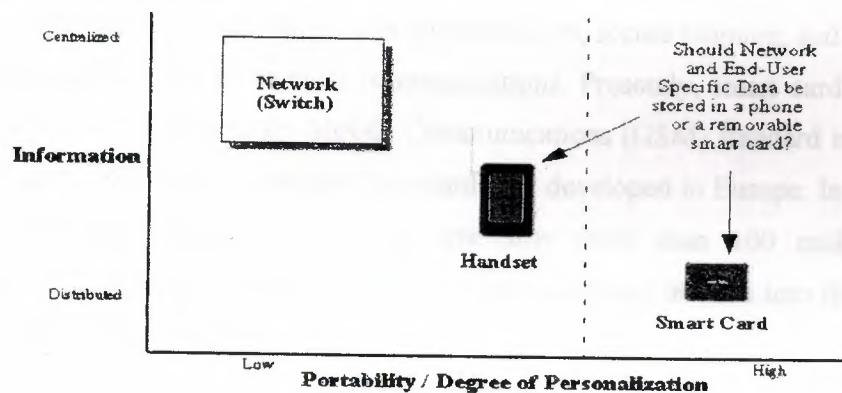 Centralized
Network
(Switch)
Should Network
and End-User
Specific Data be
stored in a phone
or a removable
smart card?
Information
Handset
Distributed
Smart Card
Low
High
Portability / Degree of Personalization